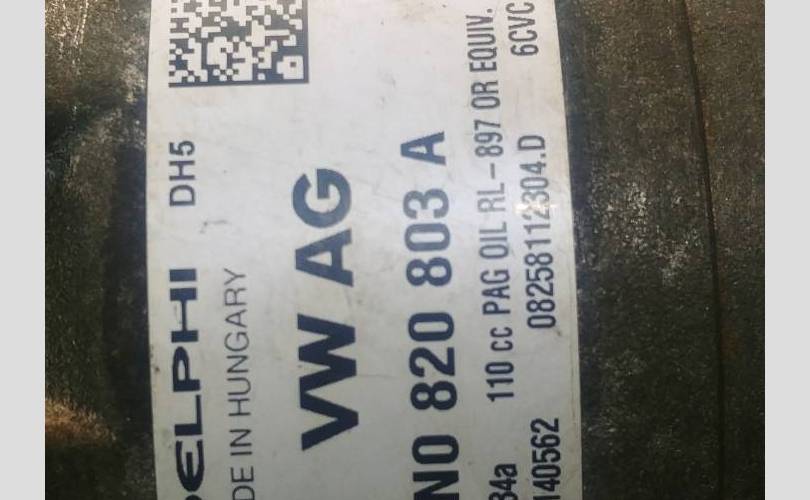 DELPHI DH5
DE IN HUNGARY
VW AG
N0 820 803 A
34a 110 cc PAG OIL RL-897 OR EQUIV.
140562 08258112304.D 6CVC